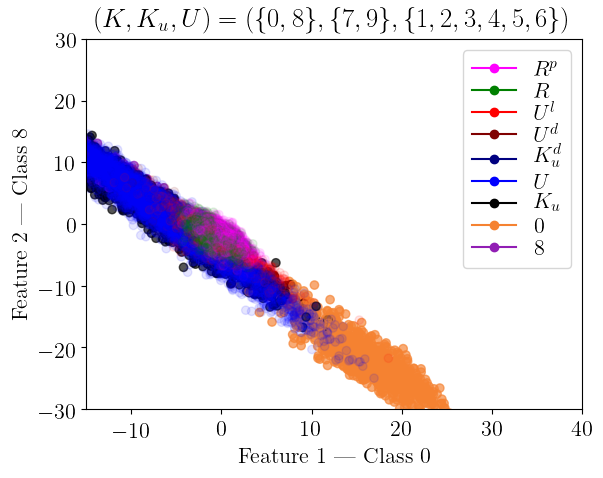 (K, K_u, U) = ({0, 8}, {7, 9}, {1, 2, 3, 4, 5, 6})
30
20
10
0
−10
−20
−30
Feature 2 — Class 8
R^p
R
U^l
U^d
K_u^d
U
K_u
0
8
−10
0
10
20
30
40
Feature 1 — Class 0